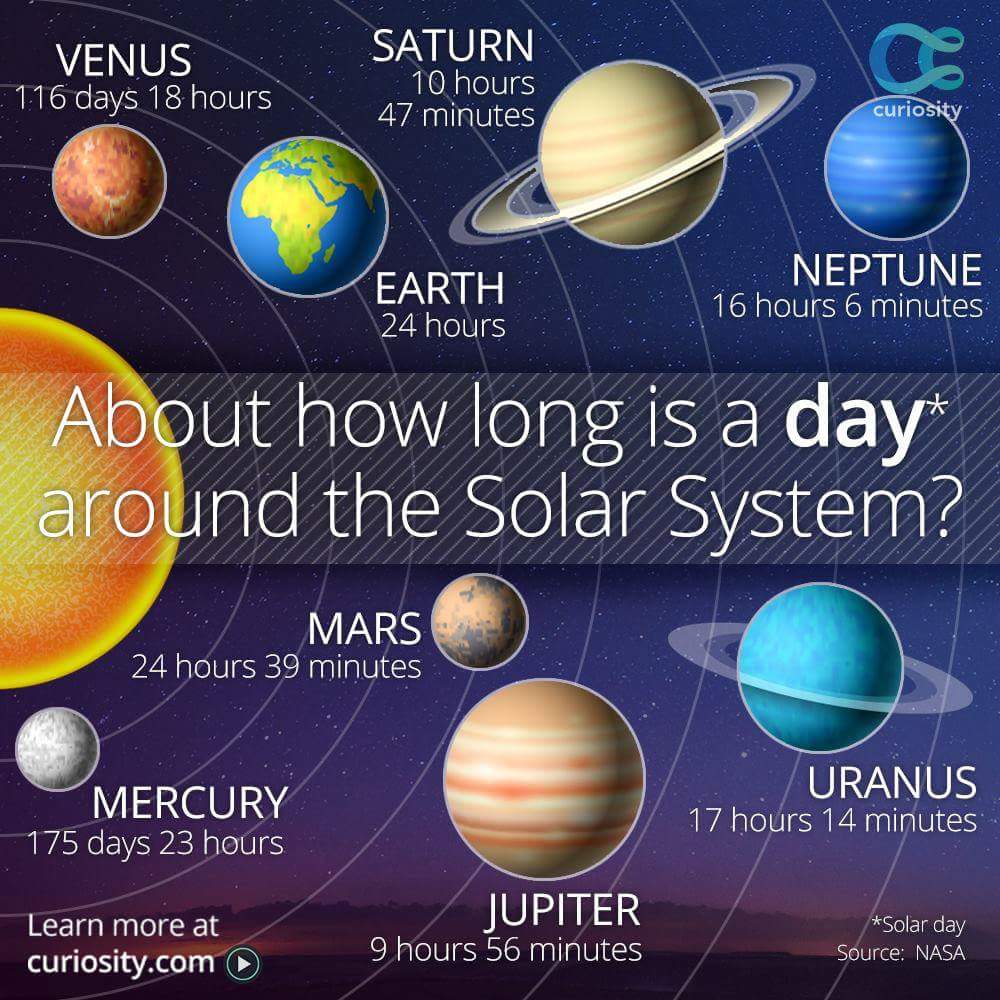 VENUS
116 days 18 hours
SATURN
10 hours
47 minutes
curiosity
EARTH
24 hours
NEPTUNE
16 hours 6 minutes
About how long is a day*
around the Solar System?
MARS
24 hours 39 minutes
MERCURY
175 days 23 hours
URANUS
17 hours 14 minutes
JUPITER
9 hours 56 minutes
Learn more at
curiosity.com
*Solar day
Source: NASA